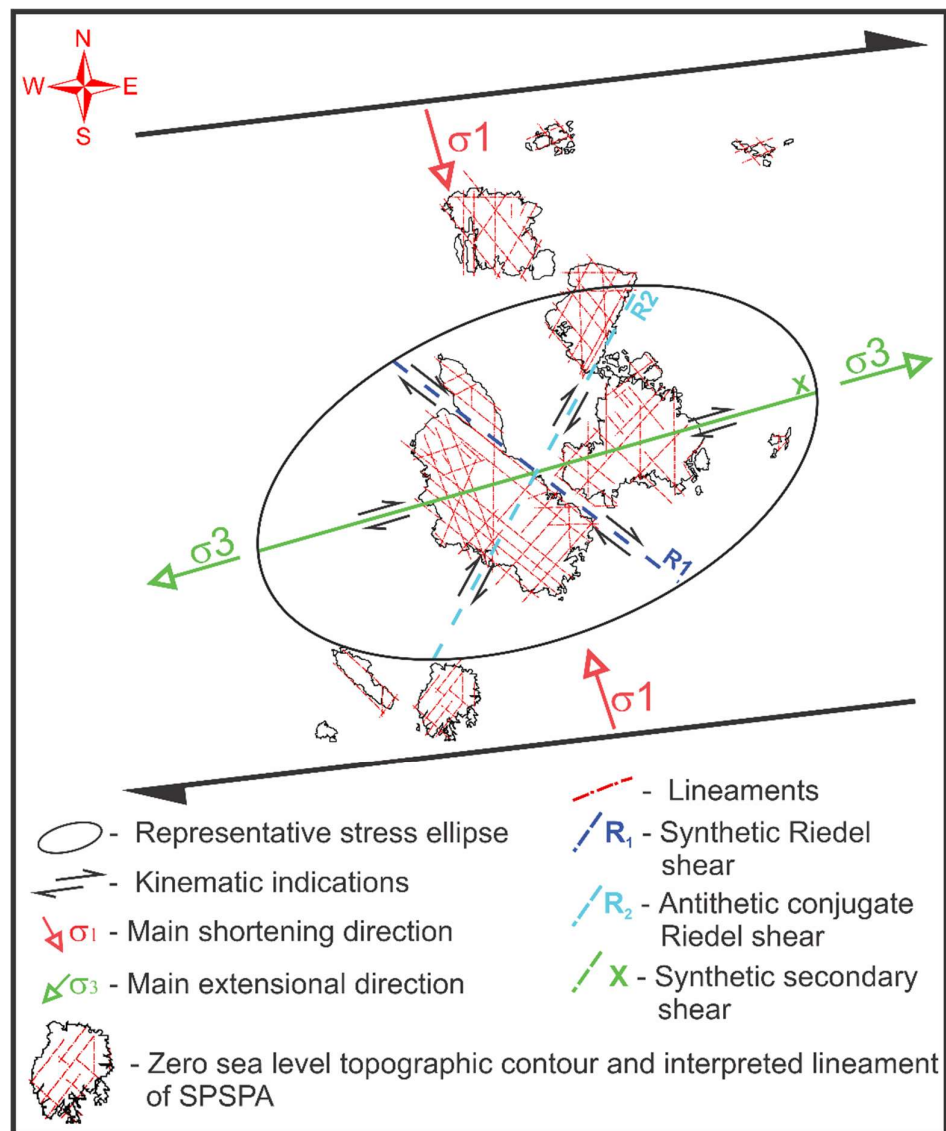 N
W E
S
σ1
σ3
R2
X
R1
σ3
σ1
- Representative stress ellipse
- Kinematic indications
σ1 - Main shortening direction
σ3 - Main extensional direction
- Lineaments
R1 - Synthetic Riedel
shear
R2 - Antithetic conjugate
Riedel shear
X - Synthetic secondary
shear
- Zero sea level topographic contour and interpreted lineament
of SPSPA